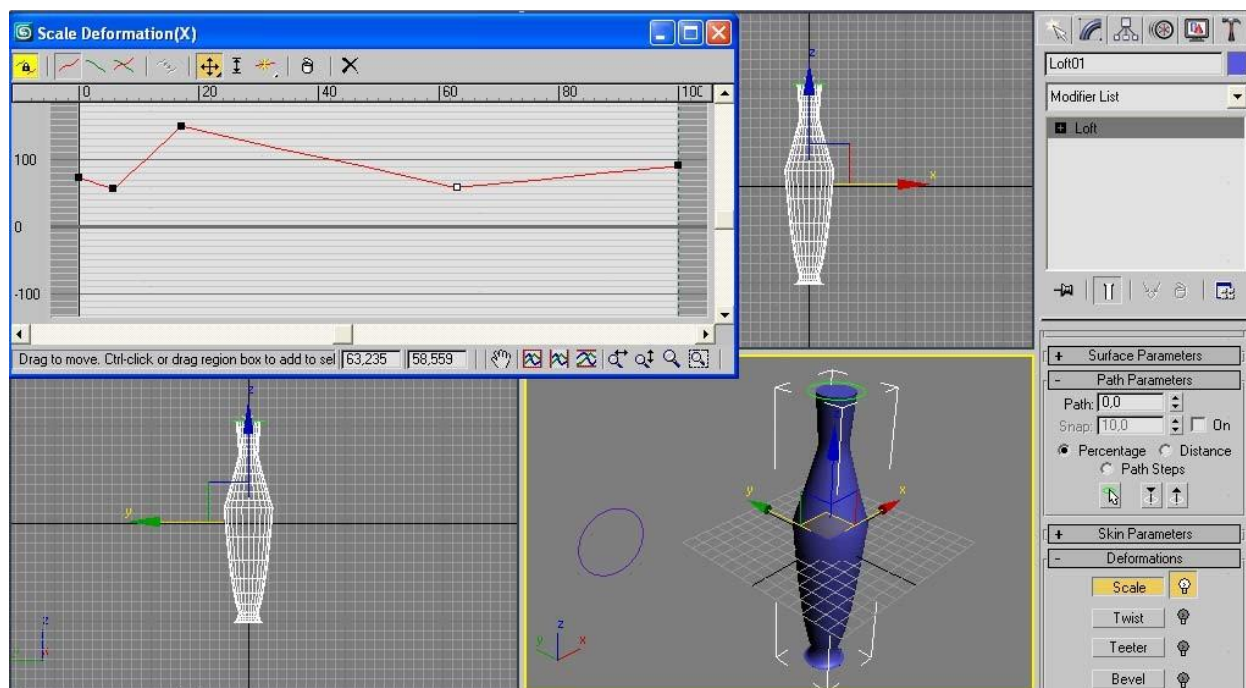 Scale Deformation(X)
0 20 40 60 80 100
100
0
-100
Drag to move. Ctrl-click or drag region box to add to sel 63,235 58,559
z
x
z
y
z
y
x
z
y
x
Loft01
Modifier List
Loft
+ Surface Parameters
- Path Parameters
Path: 0,0
Snap: 10,0 On
Percentage Distance
Path Steps
+ Skin Parameters
- Deformations
Scale
Twist
Teeter
Bevel